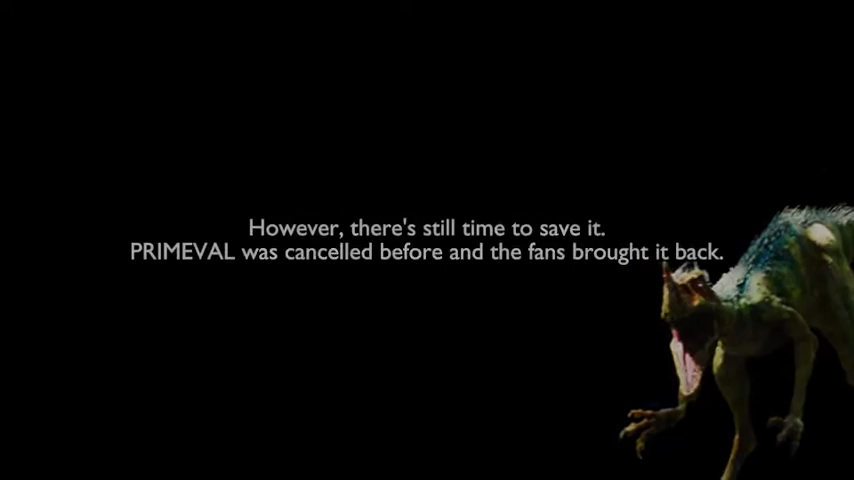 However, there's still time to save it.
PRIMEVAL was cancelled before and the fans brought it back.